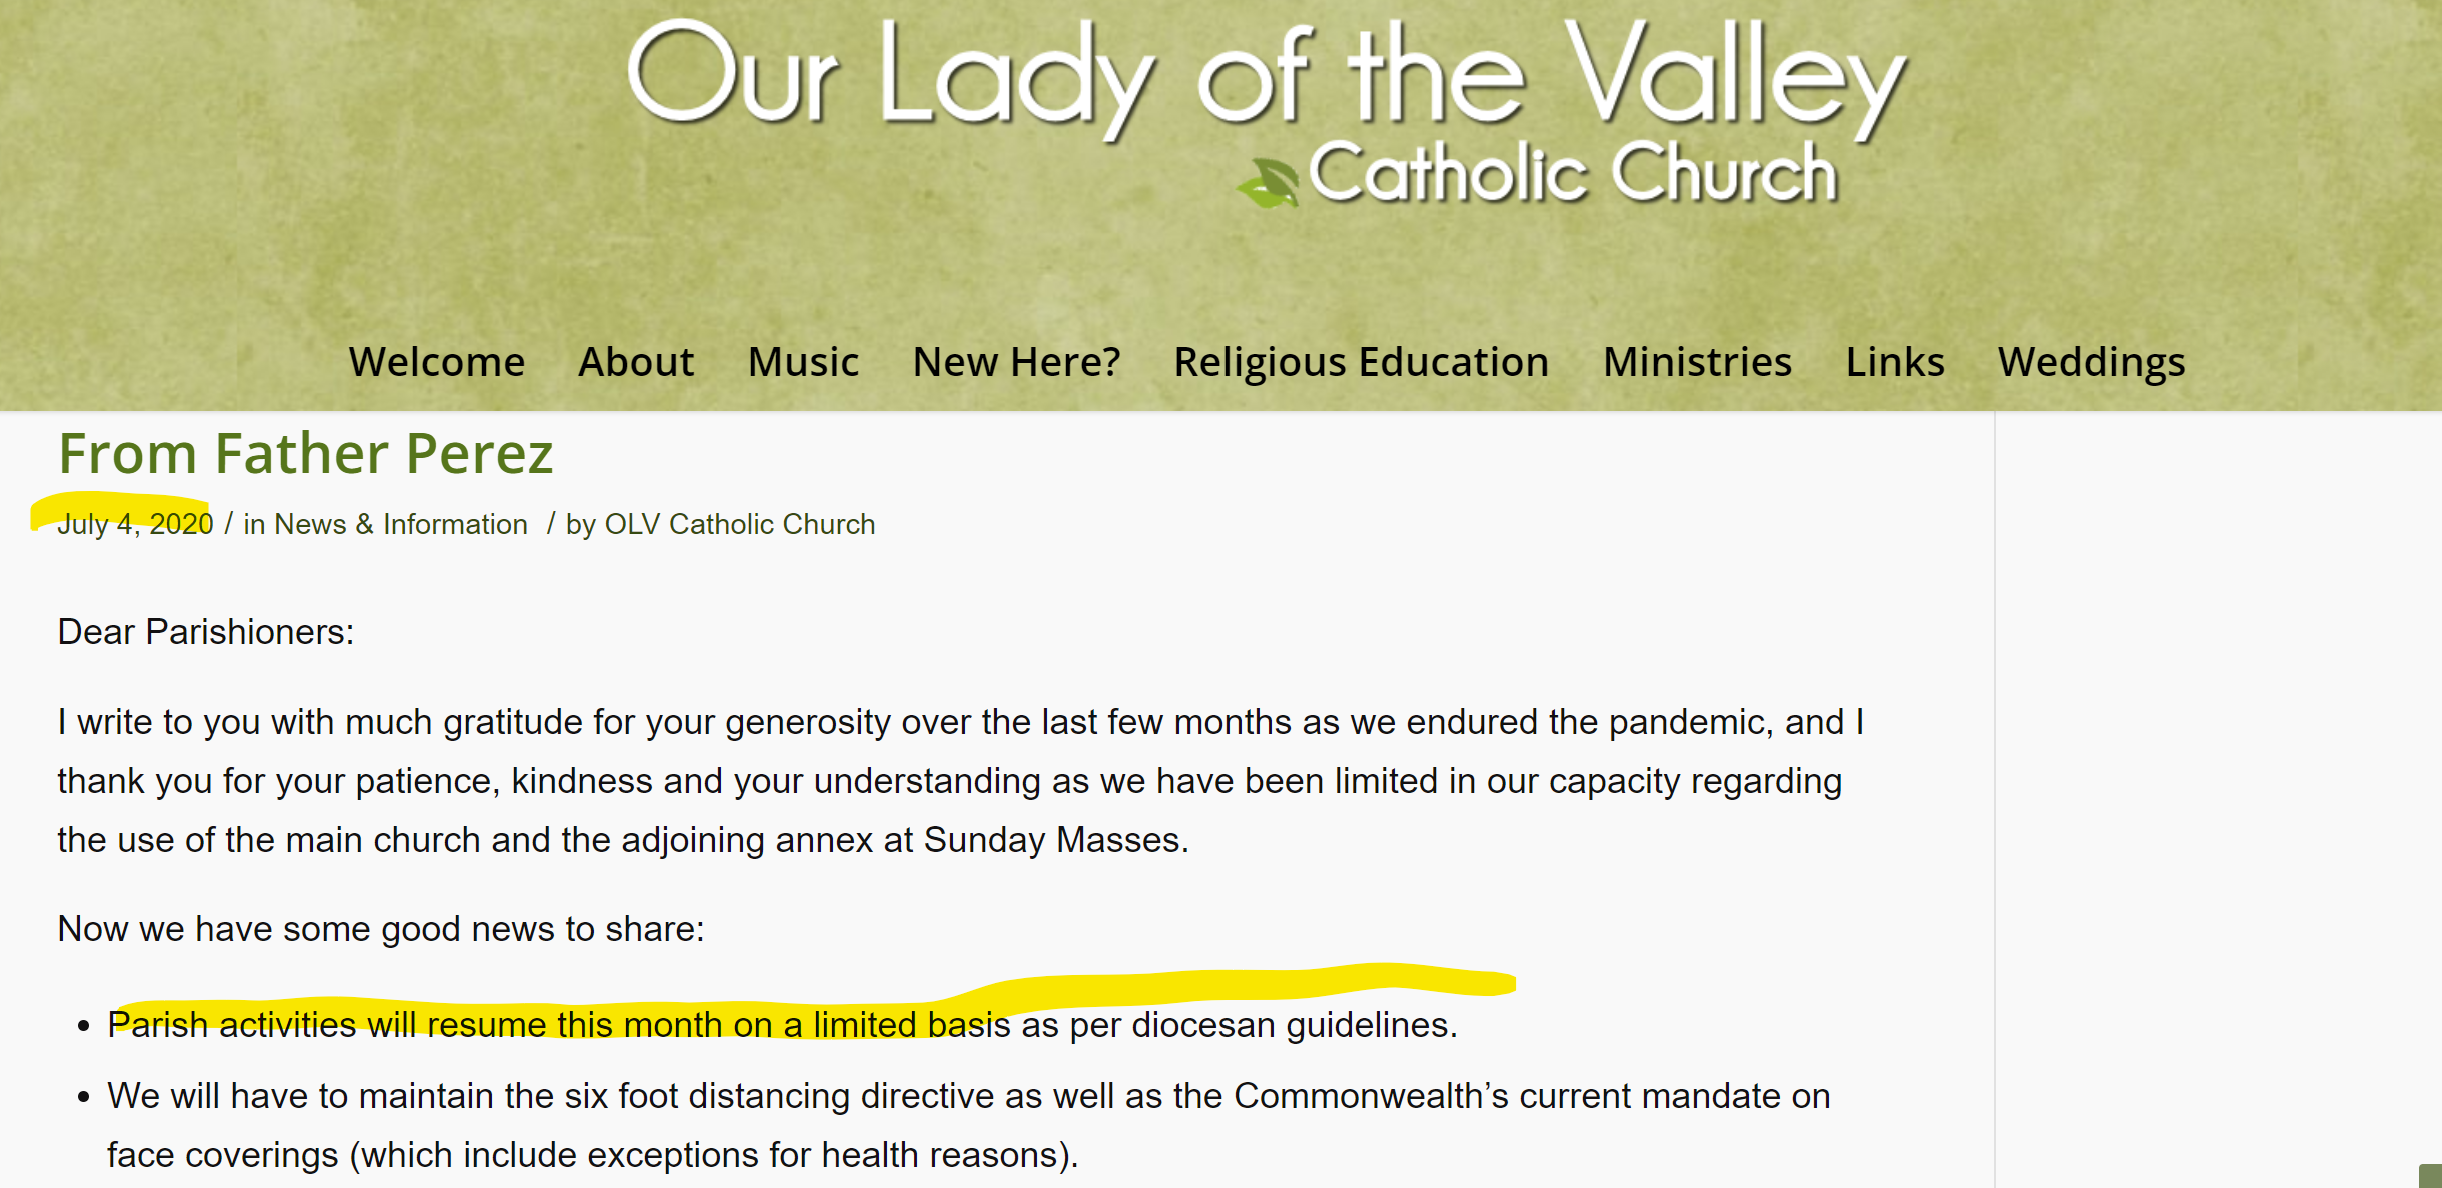 Our Lady of the Valley
Catholic Church
Welcome About Music New Here? Religious Education Ministries Links Weddings
From Father Perez
July 4, 2020 / in News & Information / by OLV Catholic Church
Dear Parishioners:
I write to you with much gratitude for your generosity over the last few months as we endured the pandemic, and I
thank you for your patience, kindness and your understanding as we have been limited in our capacity regarding
the use of the main church and the adjoining annex at Sunday Masses.
Now we have some good news to share:
• Parish activities will resume this month on a limited basis as per diocesan guidelines.
• We will have to maintain the six foot distancing directive as well as the Commonwealth’s current mandate on
face coverings (which include exceptions for health reasons).